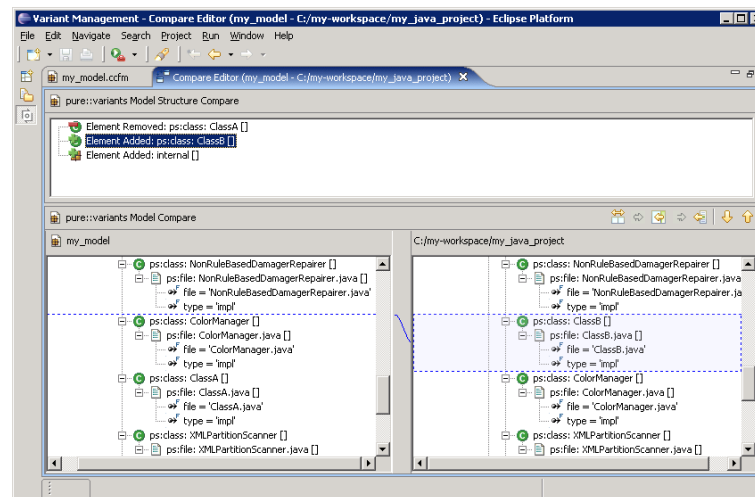 Variant Management - Compare Editor (my_model - C:/my-workspace/my_java_project) - Eclipse Platform
File Edit Navigate Search Project Run Window Help
my_model.ccfm Compare Editor (my_model - C:/my-workspace/my_java_project)
pure::variants Model Structure Compare
Element Removed: ps:class: ClassA []
Element Added: ps:class: ClassB []
Element Added: internal []
pure::variants Model Compare
my_model
ps:class: NonRuleBasedDamagerRepairer []
ps:file: NonRuleBasedDamagerRepairer.java []
file = 'NonRuleBasedDamagerRepairer.java'
type = 'impl'
ps:class: ColorManager []
ps:file: ColorManager.java []
file = 'ColorManager.java'
type = 'impl'
ps:class: ClassA []
ps:file: ClassA.java []
file = 'ClassA.java'
type = 'impl'
ps:class: XMLPartitionScanner []
ps:file: XMLPartitionScanner.java []
C:/my-workspace/my_java_project
ps:class: NonRuleBasedDamagerRepairer []
ps:file: NonRuleBasedDamagerRepairer.java
file = 'NonRuleBasedDamagerRepairer.ja
type = 'impl'
ps:class: ClassB []
ps:file: ClassB.java []
file = 'ClassB.java'
type = 'impl'
ps:class: ColorManager []
ps:file: ColorManager.java []
file = 'ColorManager.java'
type = 'impl'
ps:class: XMLPartitionScanner []
ps:file: XMLPartitionScanner.java []